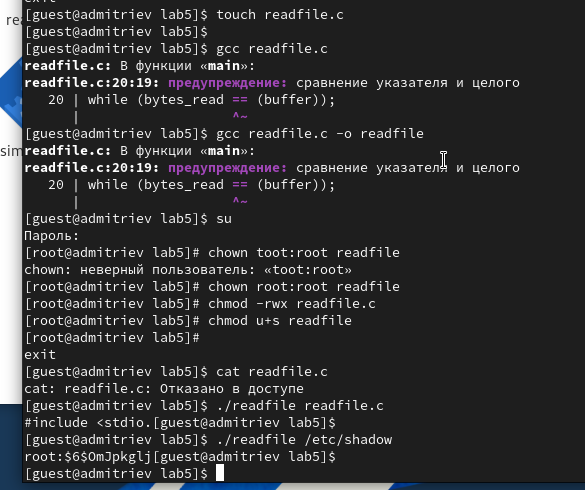 exit
[guest@admitriev lab5]$ touch readfile.c
[guest@admitriev lab5]$
[guest@admitriev lab5]$ gcc readfile.c
readfile.c: В функции «main»:
readfile.c:20:19: предупреждение: сравнение указателя и целого
20 | while (bytes_read == (buffer));
| ^~
[guest@admitriev lab5]$ gcc readfile.c -o readfile
readfile.c: В функции «main»:
readfile.c:20:19: предупреждение: сравнение указателя и целого
20 | while (bytes_read == (buffer));
| ^~
[guest@admitriev lab5]$ su
Пароль:
[root@admitriev lab5]# chown toot:root readfile
chown: неверный пользователь: «toot:root»
[root@admitriev lab5]# chown root:root readfile
[root@admitriev lab5]# chmod -rwx readfile.c
[root@admitriev lab5]# chmod u+s readfile
[root@admitriev lab5]#
exit
[guest@admitriev lab5]$ cat readfile.c
cat: readfile.c: Отказано в доступе
[guest@admitriev lab5]$ ./readfile readfile.c
#include <stdio.[guest@admitriev lab5]$
[guest@admitriev lab5]$ ./readfile /etc/shadow
root:$6$OmJpkglj[guest@admitriev lab5]$
[guest@admitriev lab5]$